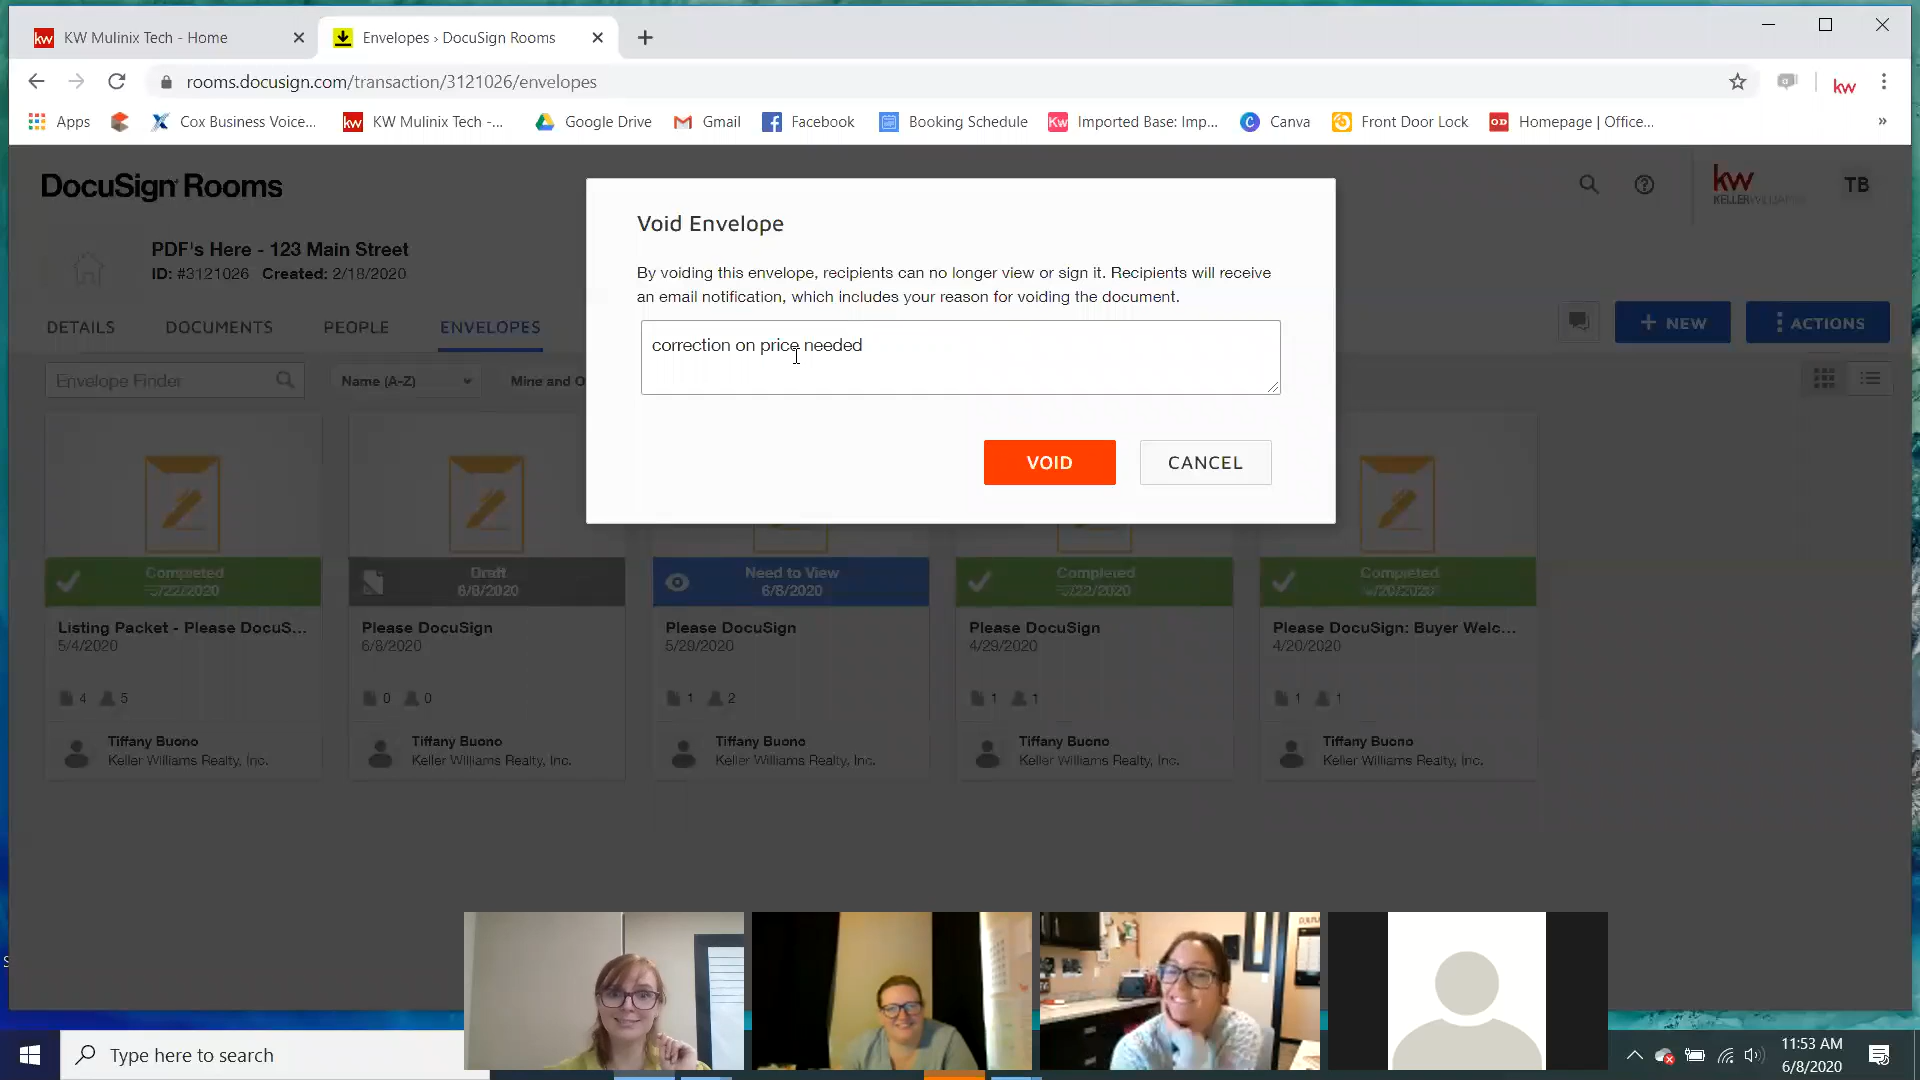 KW Mulinix Tech - Home
Envelopes › DocuSign Rooms
rooms.docusign.com/transaction/3121026/envelopes
kw
Apps
Cox Business Voice...
KW Mulinix Tech -...
Google Drive
Gmail
Facebook
Booking Schedule
Imported Base: Imp...
Canva
Front Door Lock
Homepage | Office...
DocuSign Rooms
kw
KELLERWILLIAMS
TB
PDF's Here - 123 Main Street
ID: #3121026 Created: 2/18/2020
DETAILS
DOCUMENTS
PEOPLE
ENVELOPES
+ NEW
ACTIONS
Envelope Finder
Name (A-Z)
Mine and O
Void Envelope
By voiding this envelope, recipients can no longer view or sign it. Recipients will receive
an email notification, which includes your reason for voiding the document.
correction on price needed
VOID
CANCEL
Completed
Listing Packet - Please DocuS...
5/4/2020
4 5
Tiffany Buono
Keller Williams Realty, Inc.
Draft
6/8/2020
Please DocuSign
6/8/2020
0 0
Tiffany Buono
Keller Williams Realty, Inc.
Need to View
6/8/2020
Please DocuSign
5/29/2020
1 2
Tiffany Buono
Keller Williams Realty, Inc.
Completed
Please DocuSign
4/29/2020
1 1
Tiffany Buono
Keller Williams Realty, Inc.
Completed
Please DocuSign: Buyer Welc...
4/20/2020
1 1
Tiffany Buono
Keller Williams Realty, Inc.
Type here to search
11:53 AM
6/8/2020